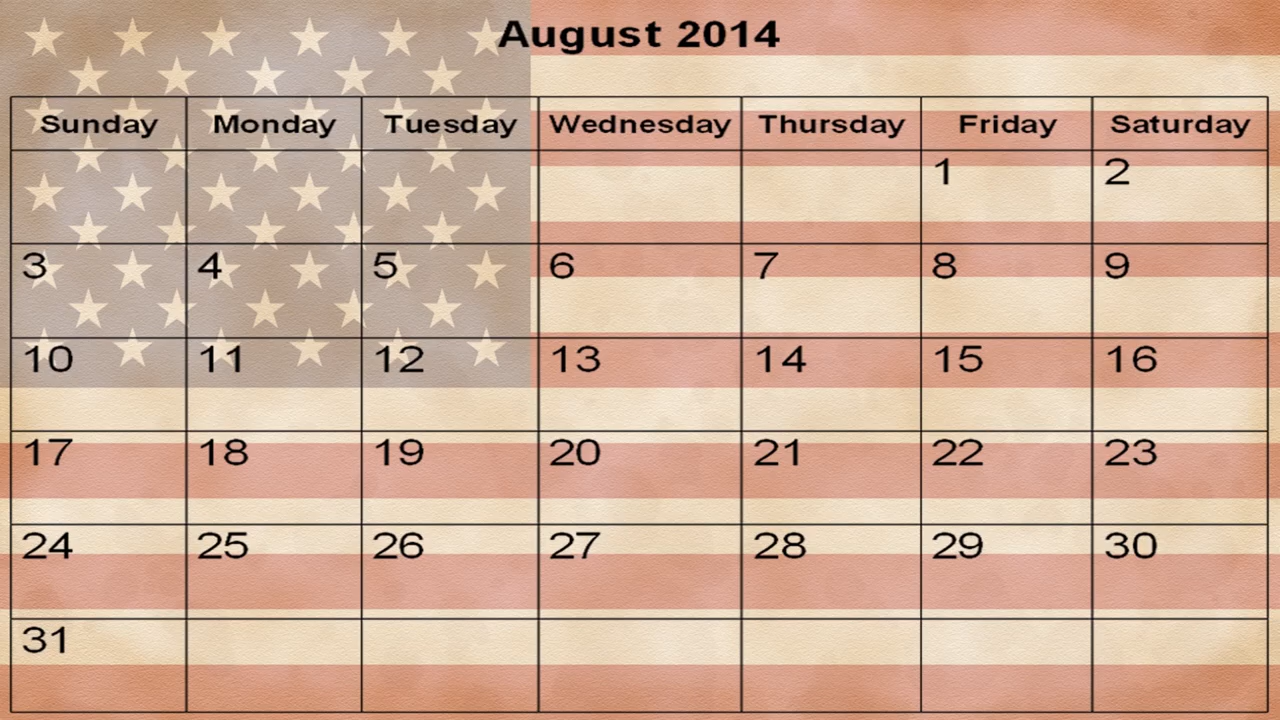 August 2014
Sunday Monday Tuesday Wednesday Thursday Friday Saturday
1 2
3 4 5 6 7 8 9
10 11 12 13 14 15 16
17 18 19 20 21 22 23
24 25 26 27 28 29 30
31